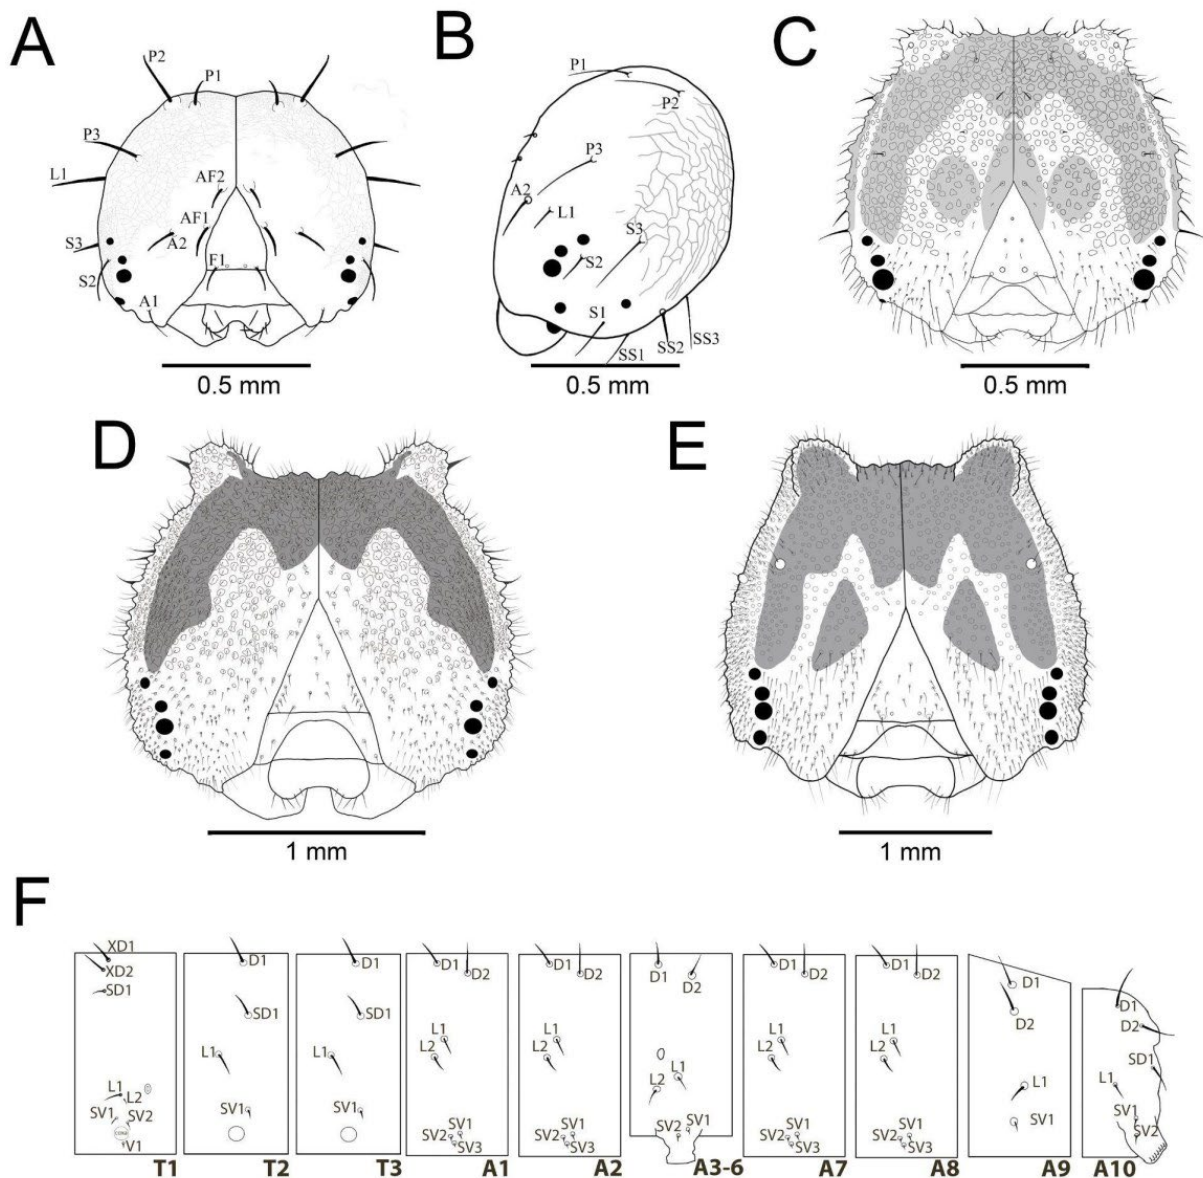 A
P2
P1
P3
L1
AF2
AF1
A2
S3
S2
F1
A1
0.5 mm
B
P1
P2
P3
A2
L1
S3
S2
S1
SS1
SS2
SS3
0.5 mm
C
0.5 mm
D
1 mm
E
1 mm
F
XD1
XD2
SD1
L1
L2
SV1
SV2
V1
T1
D1
SD1
L1
SV1
T2
D1
SD1
L1
SV1
T3
D1
D2
L1
L2
SV1
SV2
SV3
A1
D1
D2
L1
L2
SV1
SV2
SV3
A2
D1
D2
L1
L2
SV2
SV1
A3-6
D1
D2
L1
L2
SV1
SV2
SV3
A7
D1
D2
L1
L2
SV1
SV2
SV3
A8
D1
D2
L1
SV1
A9
D1
D2
SD1
L1
SV1
SV2
A10